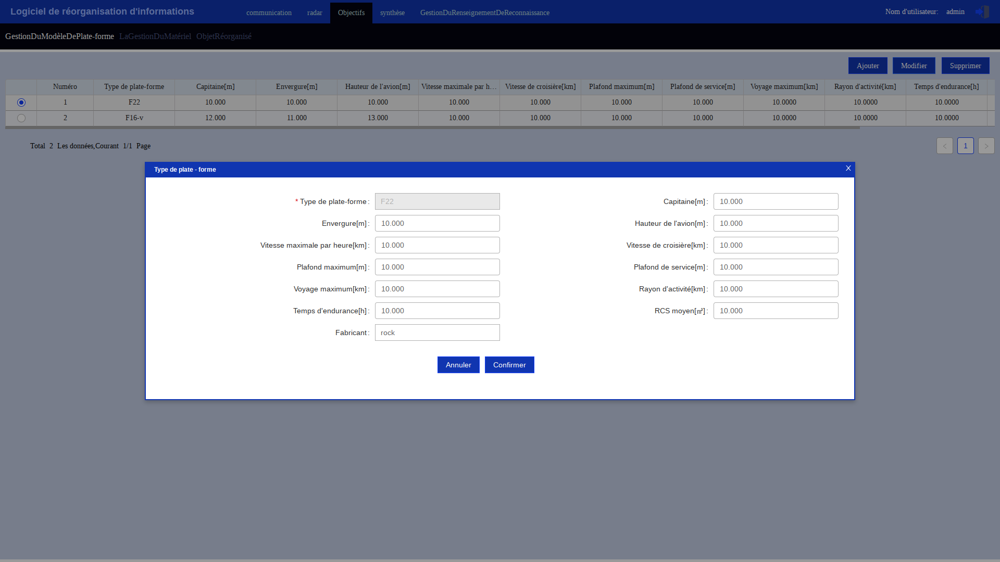 Logiciel de réorganisation d'informations
communication radar Objectifs synthèse GestionDuRenseignementDeReconnaissance
Nom d'utilisateur: admin
GestionDuModèleDePlate-forme LaGestionDuMatériel ObjetRéorganisé
Ajouter Modifier Supprimer
Numéro Type de plate-forme Capitaine[m] Envergure[m] Hauteur de l'avion[m] Vitesse maximale par h... Vitesse de croisière[km] Plafond maximum[m] Plafond de service[m] Voyage maximum[km] Rayon d'activité[km] Temps d'endurance[h]
1 F22 10.000 10.000 10.000 10.000 10.000 10.000 10.000 10.0000 10.0000 10.0000
2 F16-v 12.000 11.000 13.000 10.000 10.000 10.000 10.000 10.0000 10.0000 10.0000
Total 2 Les données,Courant 1/1 Page
< 1 >
Type de plate - forme X
* Type de plate-forme : F22 Capitaine[m] : 10.000
Envergure[m] : 10.000 Hauteur de l'avion[m] : 10.000
Vitesse maximale par heure[km] : 10.000 Vitesse de croisière[km] : 10.000
Plafond maximum[m] : 10.000 Plafond de service[m] : 10.000
Voyage maximum[km] : 10.000 Rayon d'activité[km] : 10.000
Temps d'endurance[h] : 10.000 RCS moyen[㎡] : 10.000
Fabricant : rock
Annuler Confirmer